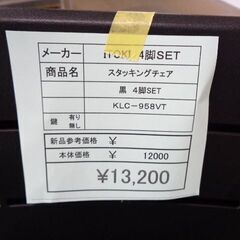 メーカー ITOKI 4脚SET
商品名 スタッキングチェア
黒 4脚SET
KLC-958VT
鍵 有り 無し
新品参考価格 ¥
本体価格 ¥ 12000
¥13,200